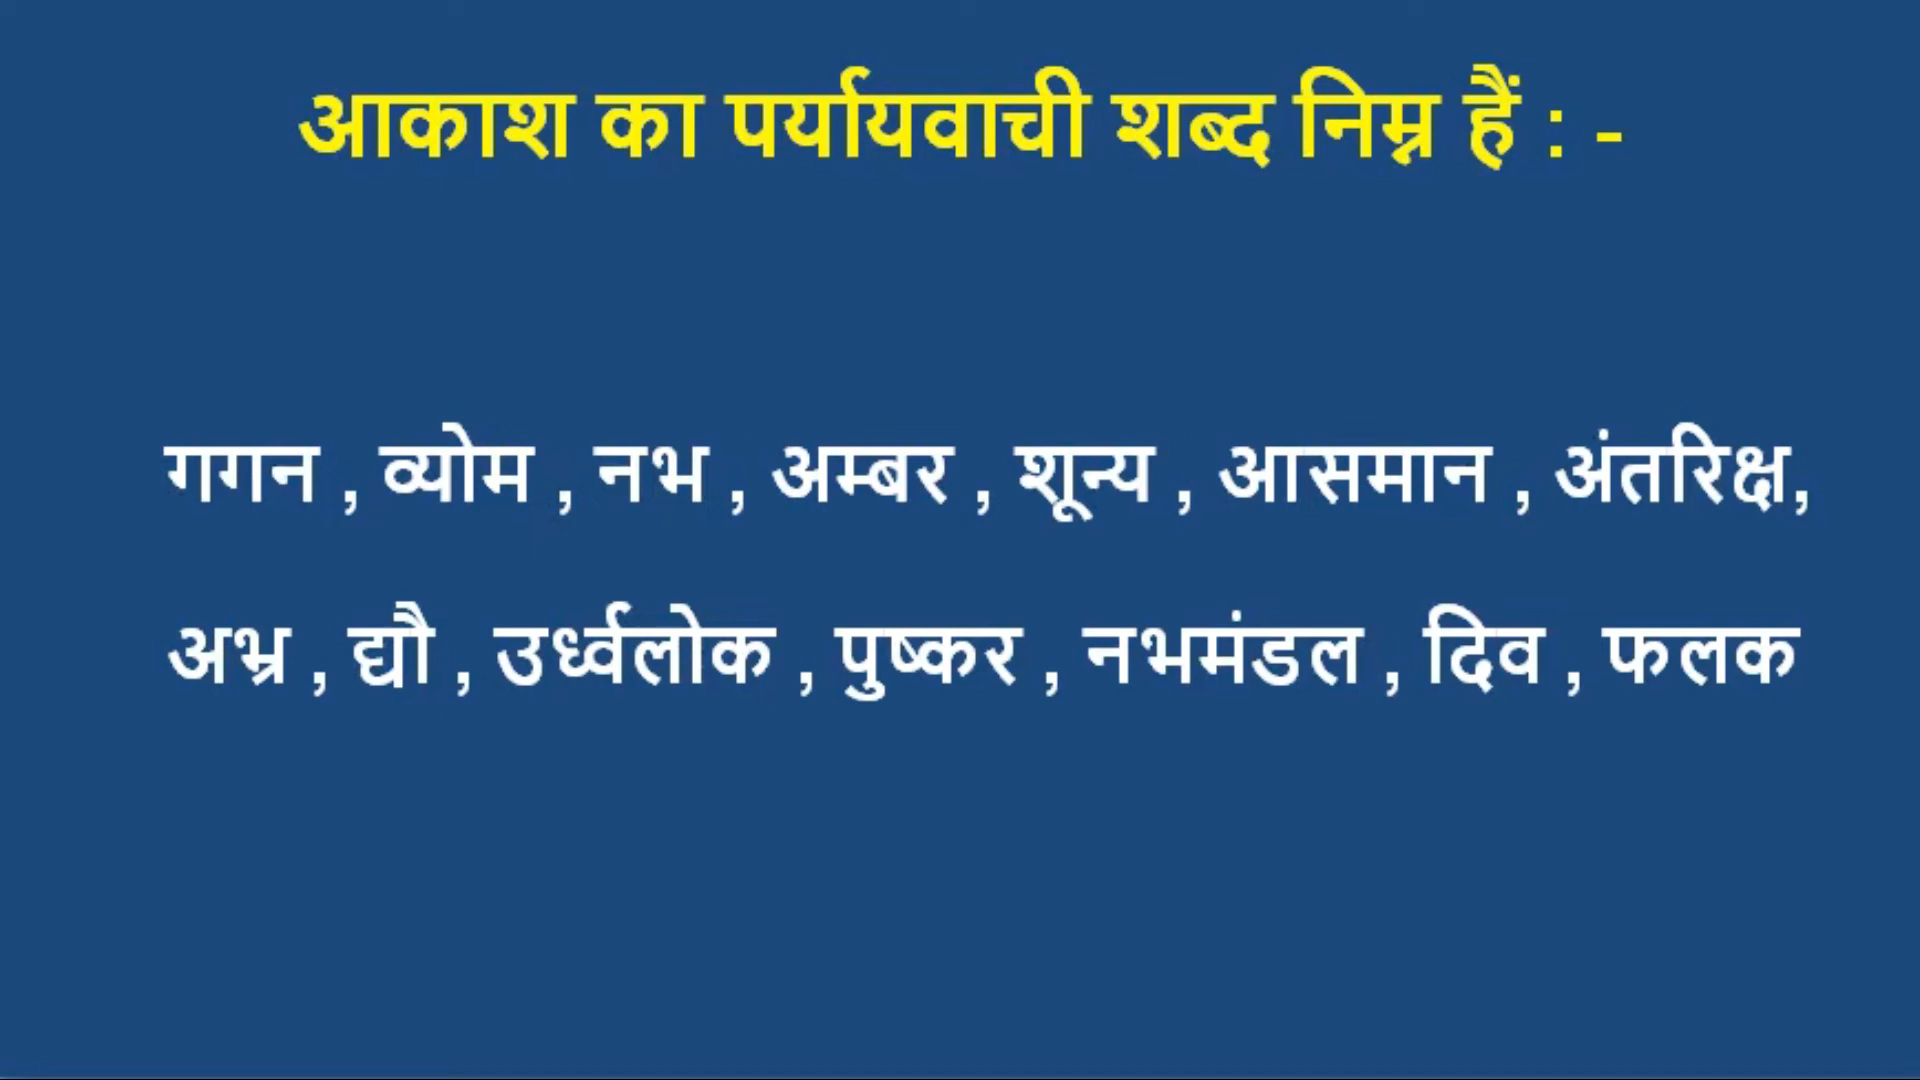 आकाश का पर्यायवाची शब्द निम्न हैं : -
गगन , व्योम , नभ , अम्बर , शून्य , आसमान , अंतरिक्ष,
अभ्र , द्यौ , उर्ध्वलोक , पुष्कर , नभमंडल , दिव , फलक